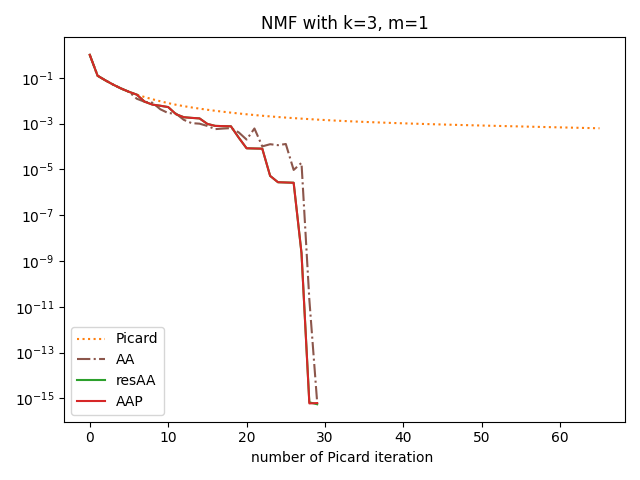 NMF with k=3, m=1
10⁻¹
10⁻³
10⁻⁵
10⁻⁷
10⁻⁹
10⁻¹¹
10⁻¹³
10⁻¹⁵
Picard
AA
resAA
AAP
0 10 20 30 40 50 60
number of Picard iteration